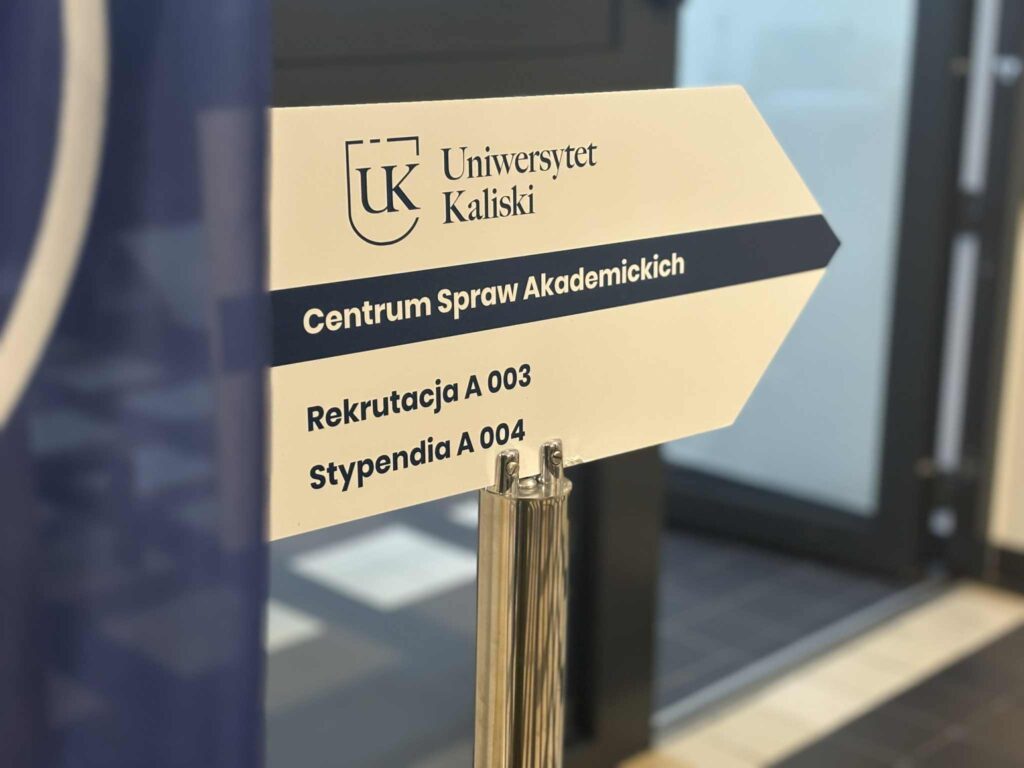 UK
Uniwersytet
Kaliski
Centrum Spraw Akademickich
Rekrutacja A 003
Stypendia A 004